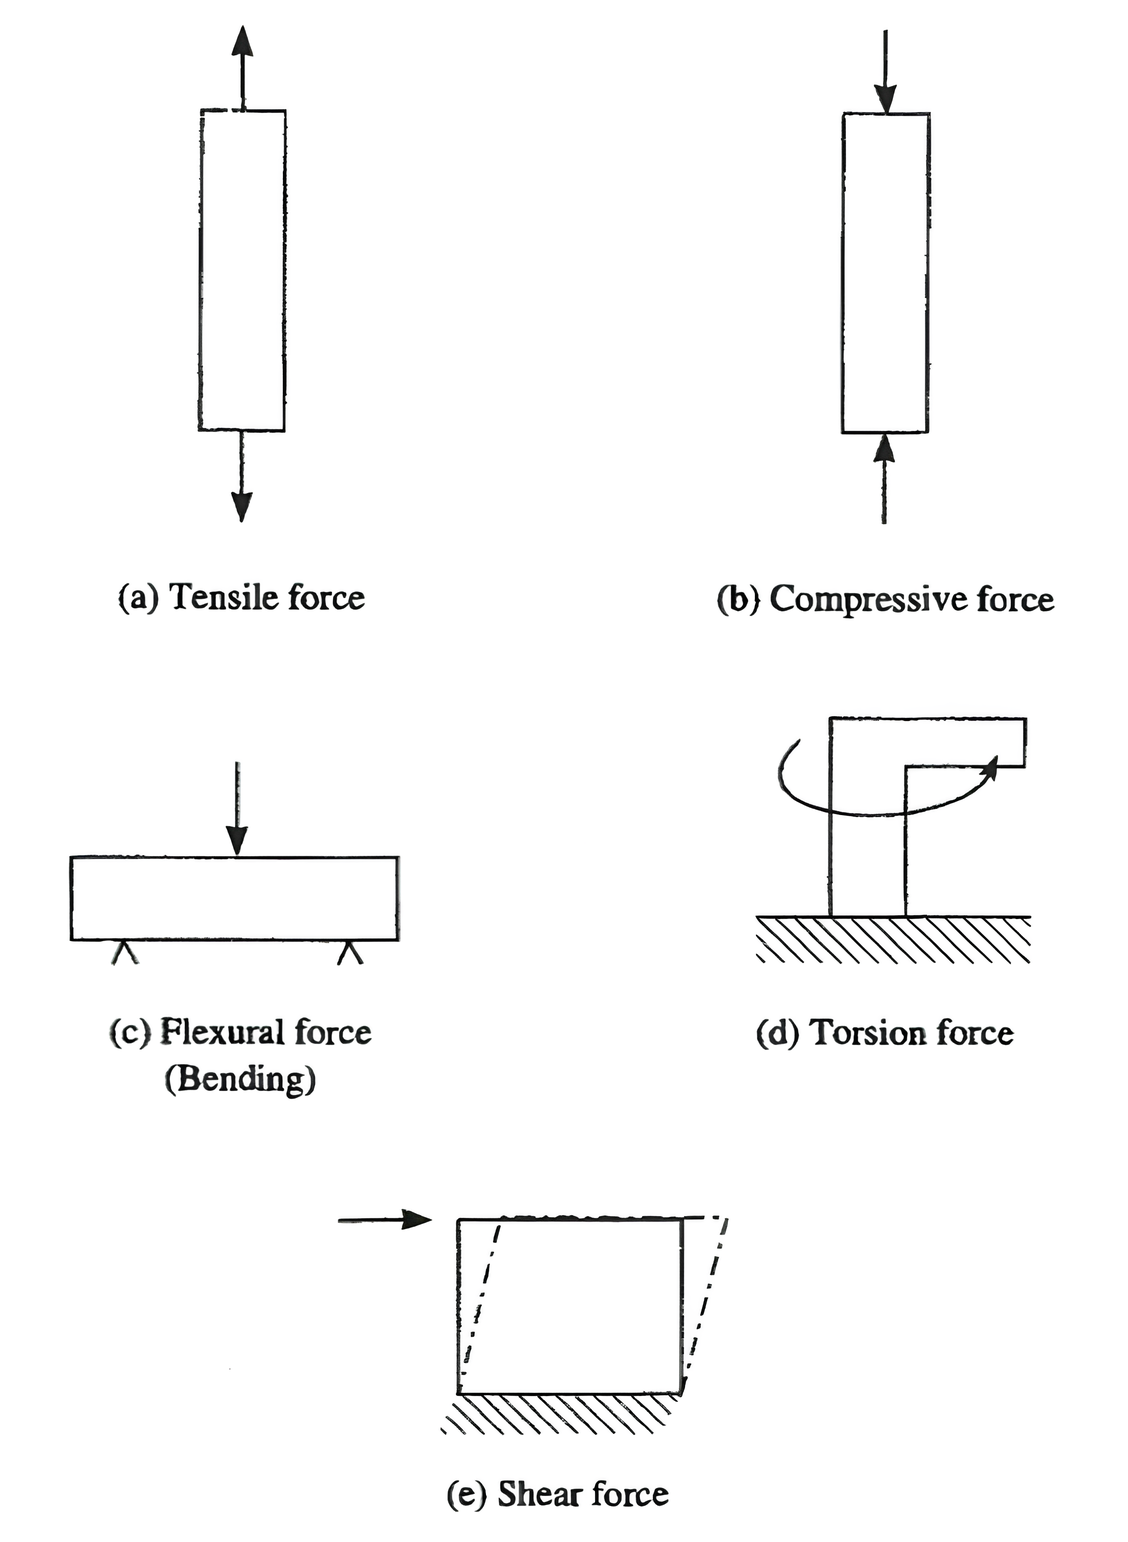 (a) Tensile force
(b) Compressive force
(c) Flexural force
(Bending)
(d) Torsion force
(e) Shear force